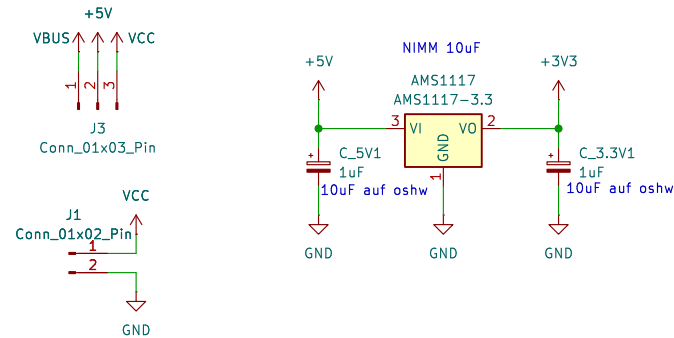 +5V
VBUS
VCC
1
2
3
J3
Conn_01x03_Pin
VCC
J1
Conn_01x02_Pin
1
2
GND
NIMM 10uF
+5V
AMS1117
AMS1117-3.3
+3V3
3
VI
VO
2
GND
1
C_5V1
1uF
10uF auf oshw
C_3.3V1
1uF
10uF auf oshw
GND
GND
GND